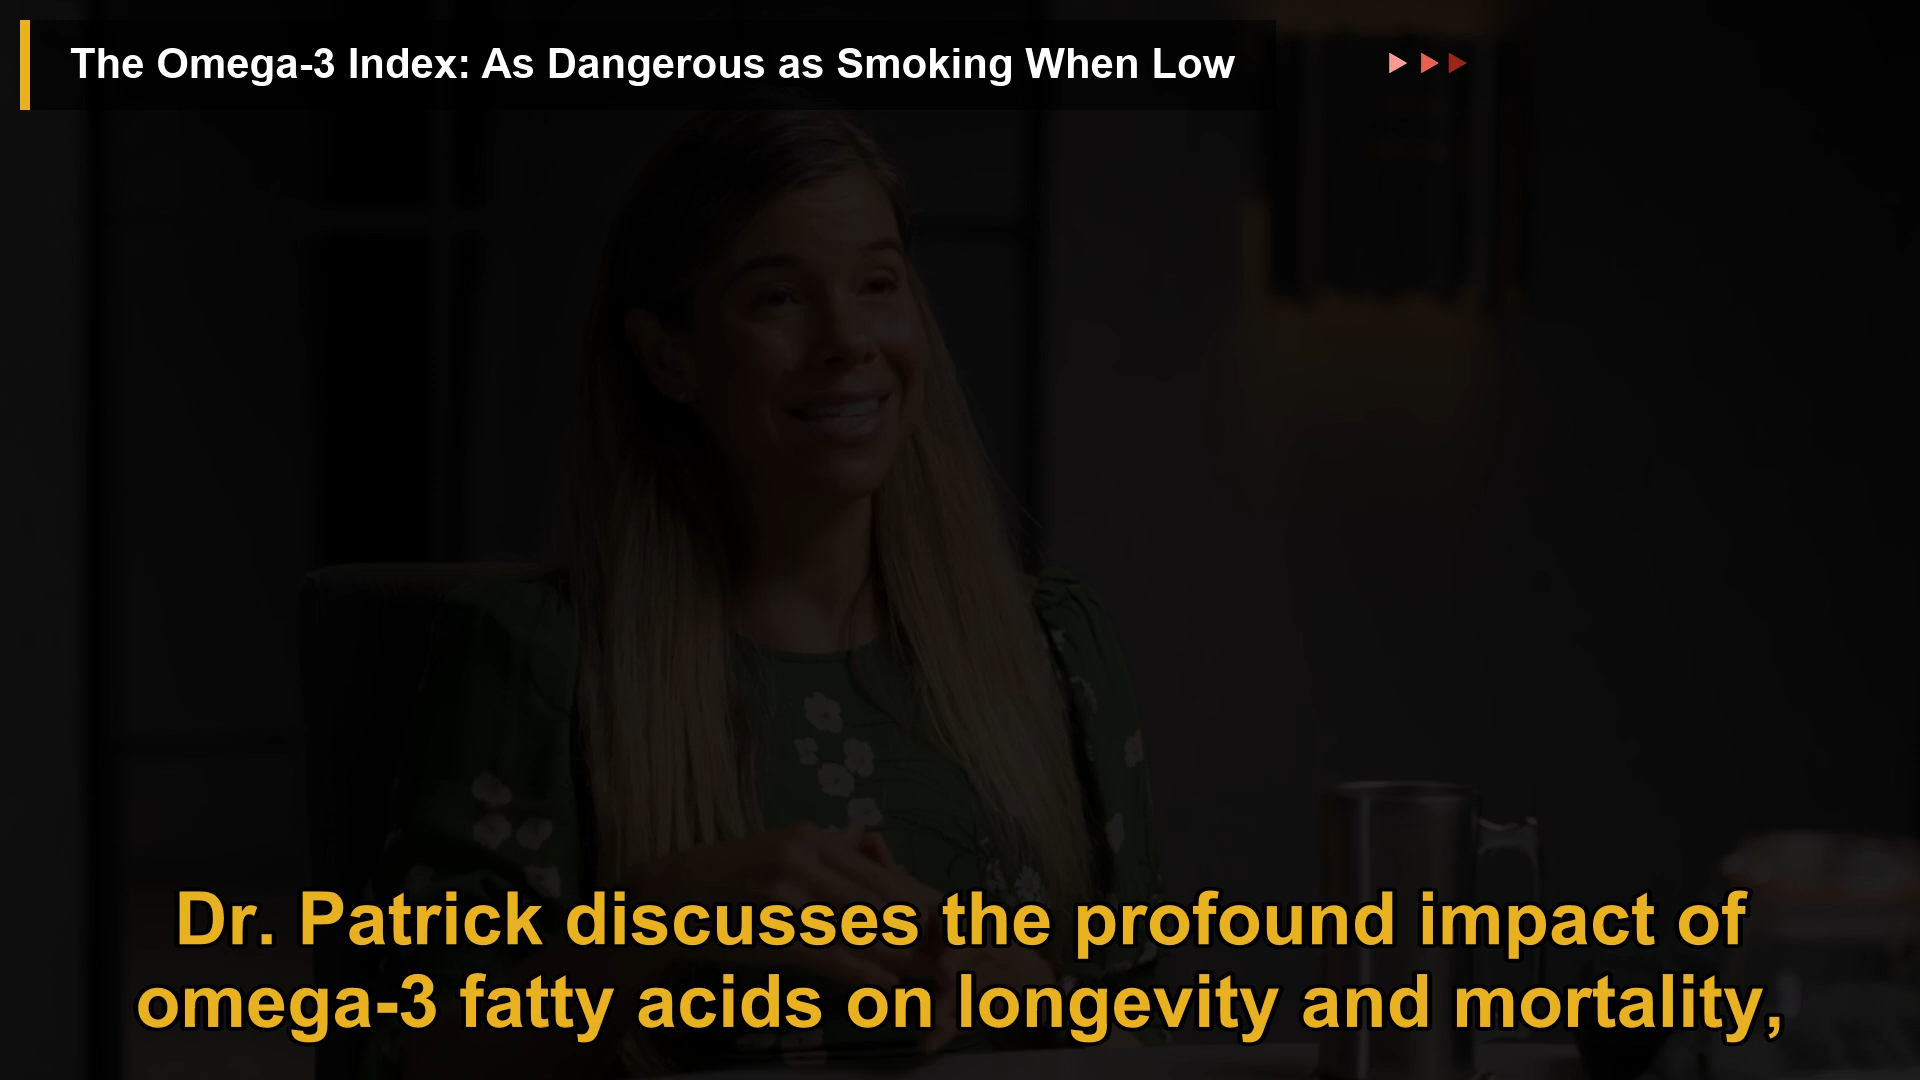 The Omega-3 Index: As Dangerous as Smoking When Low
Dr. Patrick discusses the profound impact of
omega-3 fatty acids on longevity and mortality,